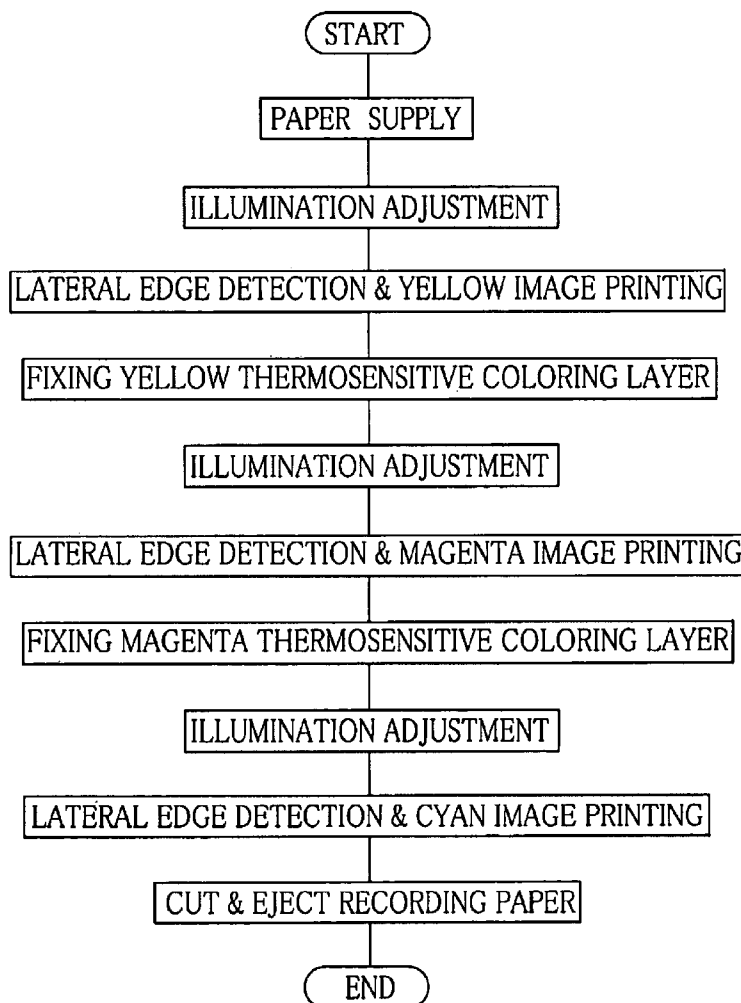 START
PAPER SUPPLY
ILLUMINATION ADJUSTMENT
LATERAL EDGE DETECTION & YELLOW IMAGE PRINTING
FIXING YELLOW THERMOSENSITIVE COLORING LAYER
ILLUMINATION ADJUSTMENT
LATERAL EDGE DETECTION & MAGENTA IMAGE PRINTING
FIXING MAGENTA THERMOSENSITIVE COLORING LAYER
ILLUMINATION ADJUSTMENT
LATERAL EDGE DETECTION & CYAN IMAGE PRINTING
CUT & EJECT RECORDING PAPER
END